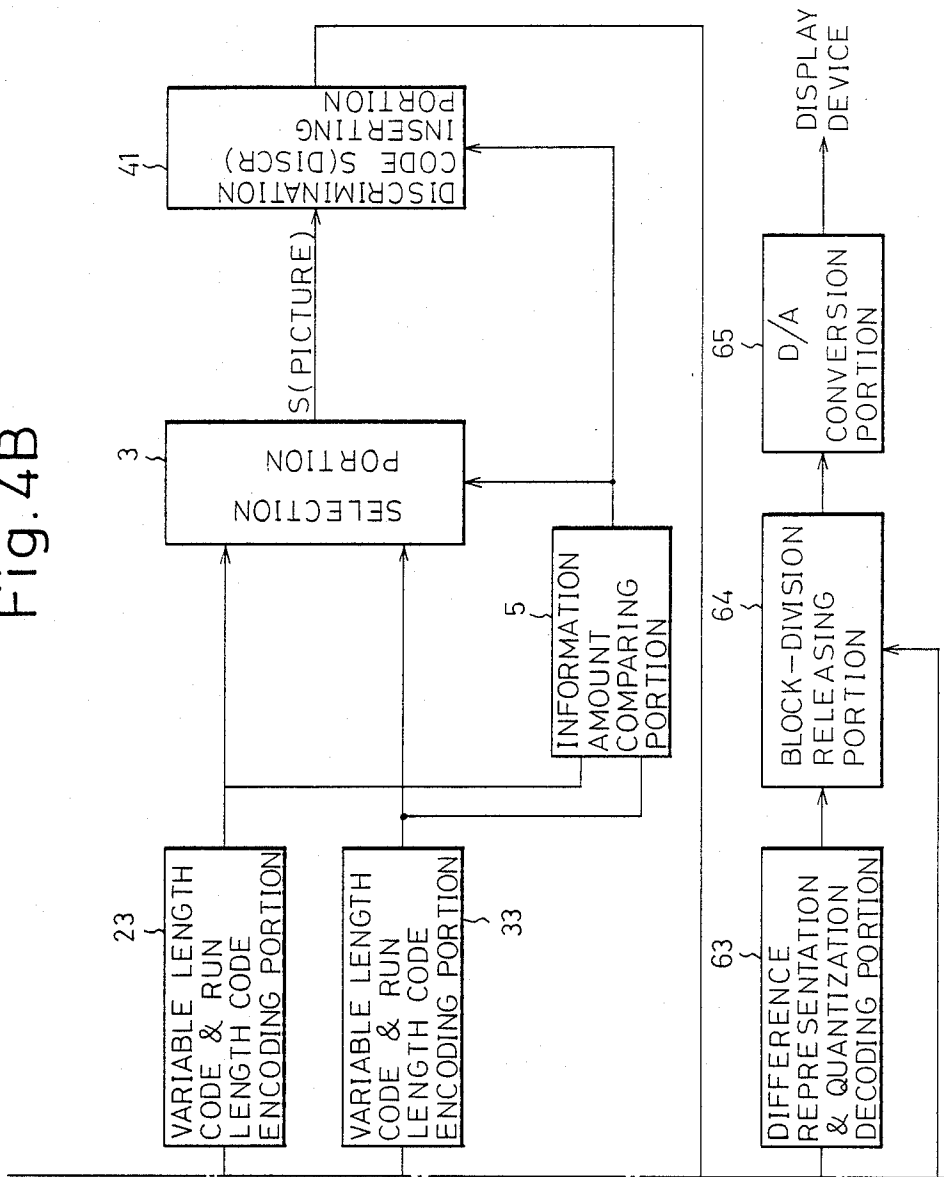 Fig. 4B
23
VARIABLE LENGTH
CODE & RUN
LENGTH CODE
ENCODING PORTION
33
VARIABLE LENGTH
CODE & RUN
LENGTH CODE
ENCODING PORTION
3
SELECTION
PORTION
S(PICTURE)
41
DISCRIMINATION
CODE S(DISCR)
INSERTING
PORTION
5
INFORMATION
AMOUNT
COMPARING
PORTION
63
DIFFERENCE
REPRESENTATION
& QUANTIZATION
DECODING PORTION
64
BLOCK-DIVISION
RELEASING
PORTION
65
D/A
CONVERSION
PORTION
DISPLAY
DEVICE